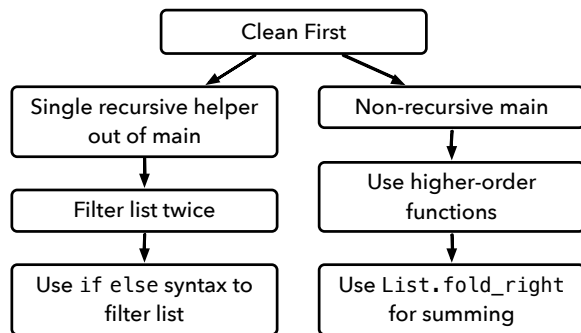 Clean First
Single recursive helper
out of main
Non-recursive main
Filter list twice
Use higher-order
functions
Use if else syntax to
filter list
Use List.fold_right
for summing